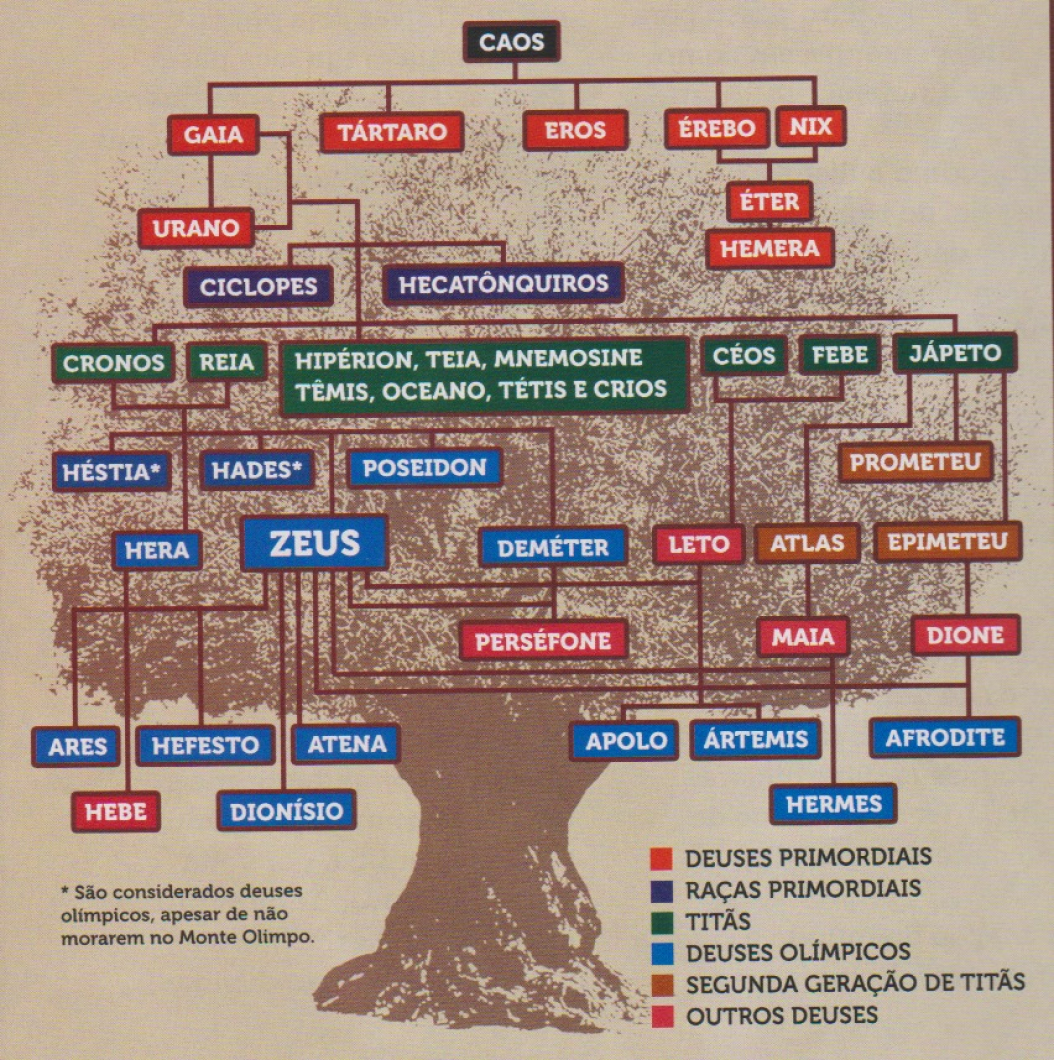 CAOS
GAIA
TÁRTARO
EROS
ÉREBO
NIX
ÉTER
URANO
HEMERA
CICLOPES
HECATÔNQUIROS
CRONOS
REIA
HIPÉRION, TEIA, MNEMOSINE
TÊMIS, OCEANO, TÉTIS E CRIOS
CÉOS
FEBE
JÁPETO
HÉSTIA*
HADES*
POSEIDON
PROMETEU
HERA
ZEUS
DEMÉTER
LETO
ATLAS
EPIMETEU
PERSÉFONE
MAIA
DIONE
ARES
HEFESTO
ATENA
APOLO
ÁRTEMIS
AFRODITE
HEBE
DIONÍSIO
HERMES
DEUSES PRIMORDIAIS
RAÇAS PRIMORDIAIS
TITÃS
DEUSES OLÍMPICOS
SEGUNDA GERAÇÃO DE TITÃS
OUTROS DEUSES
* São considerados deuses
olímpicos, apesar de não
morarem no Monte Olimpo.